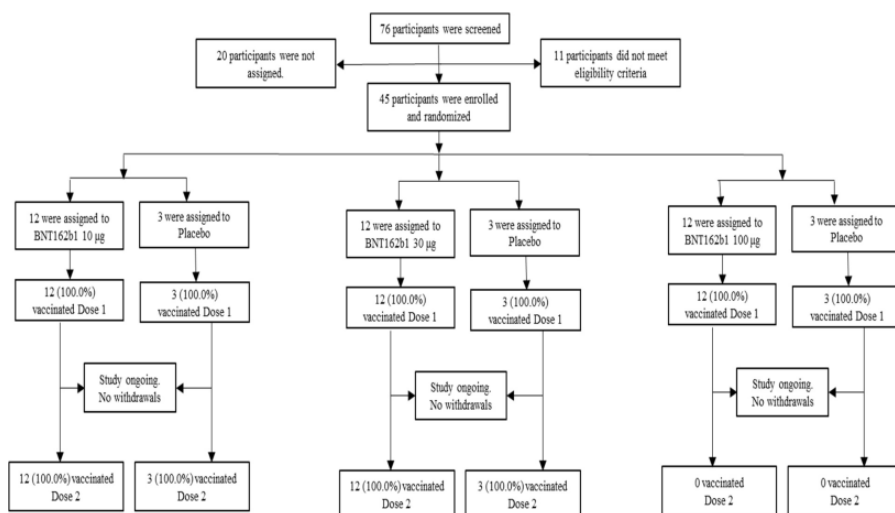 76 participants were screened
20 participants were not
assigned.
11 participants did not meet
eligibility criteria
45 participants were enrolled
and randomized
12 were assigned to
BNT162b1 10 µg
3 were assigned to
Placebo
12 were assigned to
BNT162b1 30 µg
3 were assigned to
Placebo
12 were assigned to
BNT162b1 100 µg
3 were assigned to
Placebo
12 (100.0%)
vaccinated Dose 1
3 (100.0%)
vaccinated Dose 1
12 (100.0%)
vaccinated Dose 1
3 (100.0%)
vaccinated Dose 1
12 (100.0%)
vaccinated Dose 1
3 (100.0%)
vaccinated Dose 1
Study ongoing.
No withdrawals
Study ongoing.
No withdrawals
Study ongoing.
No withdrawals
12 (100.0%) vaccinated
Dose 2
3 (100.0%) vaccinated
Dose 2
12 (100.0%) vaccinated
Dose 2
3 (100.0%) vaccinated
Dose 2
0 vaccinated
Dose 2
0 vaccinated
Dose 2